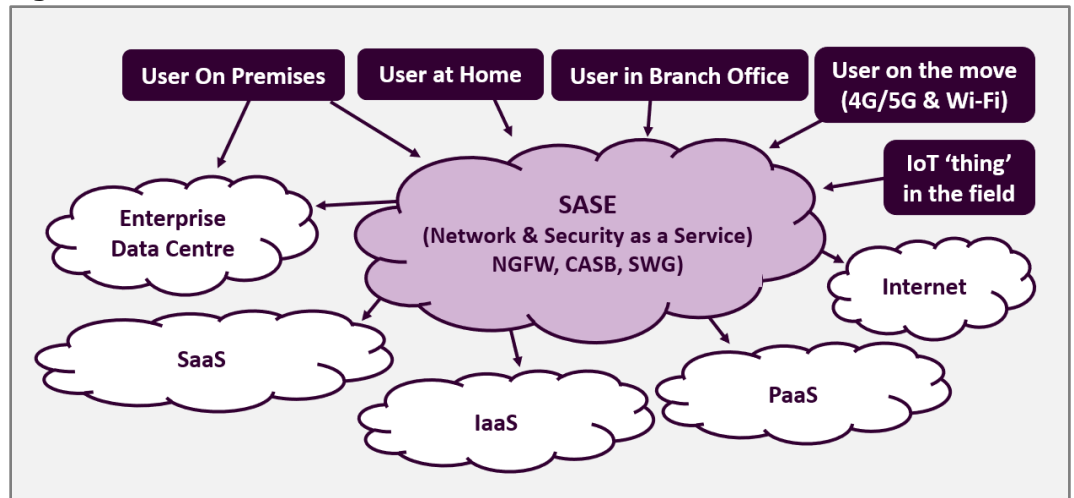 User On Premises
User at Home
User in Branch Office
User on the move
(4G/5G & Wi-Fi)
IoT ‘thing’
in the field
SASE
(Network & Security as a Service)
NGFW, CASB, SWG)
Enterprise
Data Centre
Internet
SaaS
IaaS
PaaS